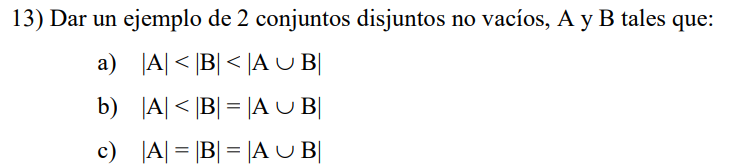 13) Dar un ejemplo de 2 conjuntos disjuntos no vacíos, A y B tales que:
a) |A| < |B| < |A ∪ B|
b) |A| < |B| = |A ∪ B|
c) |A| = |B| = |A ∪ B|